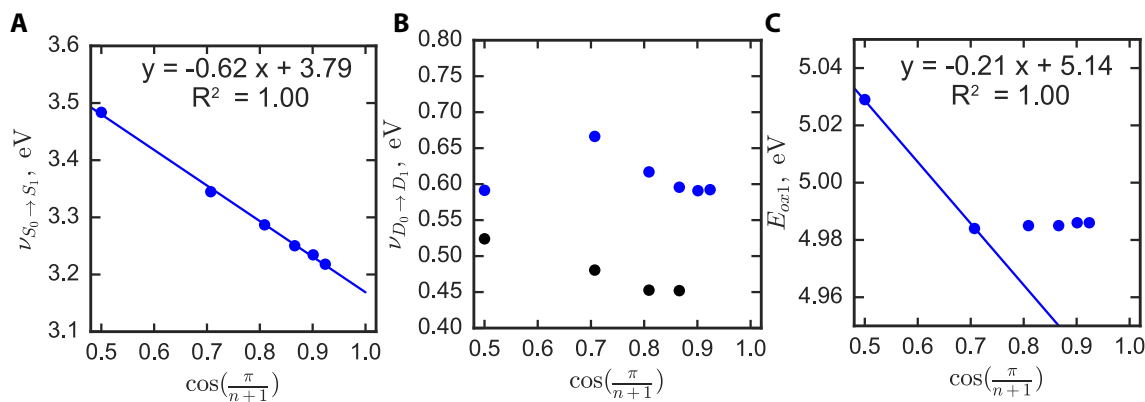 A
3.6
3.5
3.4
3.3
3.2
3.1
y = -0.62 x + 3.79
R² = 1.00
ν_{S₀→S₁}, eV
0.5 0.6 0.7 0.8 0.9 1.0
cos(π/(n+1))
B
0.80
0.75
0.70
0.65
0.60
0.55
0.50
0.45
0.40
ν_{D₀→D₁}, eV
0.5 0.6 0.7 0.8 0.9 1.0
cos(π/(n+1))
C
5.04
5.02
5.00
4.98
4.96
y = -0.21 x + 5.14
R² = 1.00
E_{ox1}, eV
0.5 0.6 0.7 0.8 0.9 1.0
cos(π/(n+1))